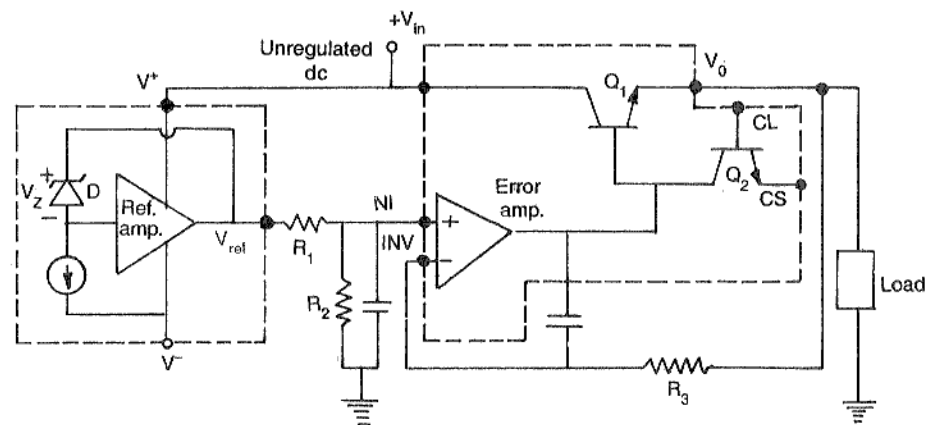 +V_in
Unregulated
dc
V_0
V^+
Q_1
CL
+
V_Z
D
−
Ref.
amp.
V_ref
R_1
NI
INV
+
−
Error
amp.
Q_2
CS
R_2
Load
V^-
R_3